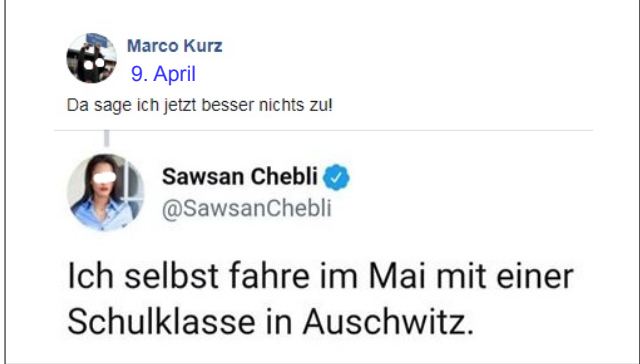 Marco Kurz
9. April
Da sage ich jetzt besser nichts zu!
Sawsan Chebli
@SawsanChebli
Ich selbst fahre im Mai mit einer
Schulklasse in Auschwitz.